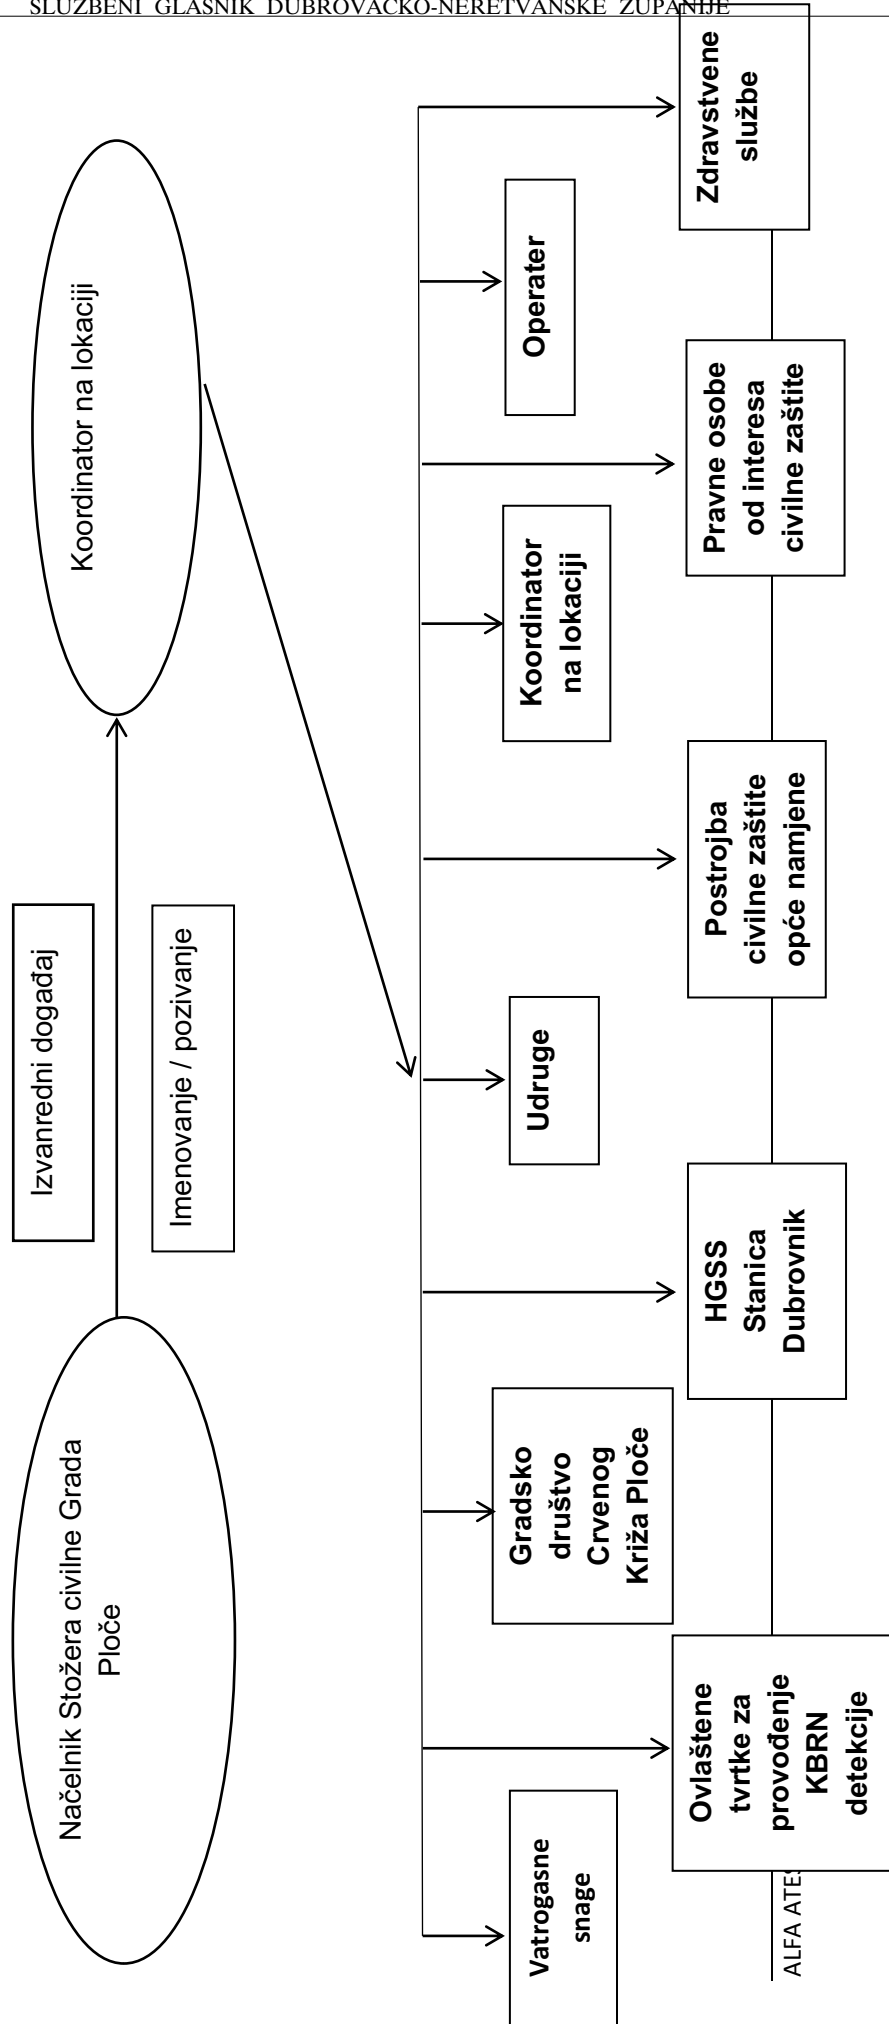 SLUŽBENI GLASNIK DUBROVAČKO-NERETVANSKE ŽUPANIJE
Načelnik Stožera civilne Grada
Ploče
Izvanredni događaj
Imenovanje / pozivanje
Koordinator na lokaciji
Vatrogasne
snage
Ovlaštene
tvrtke za
provođenje
KBRN
detekcije
Gradsko
društvo
Crvenog
Križa Ploče
HGSS
Stanica
Dubrovnik
Udruge
Postrojba
civilne zaštite
opće namjene
Koordinator
na lokaciji
Pravne osobe
od interesa
civilne zaštite
Operater
Zdravstvene
službe
ALFA